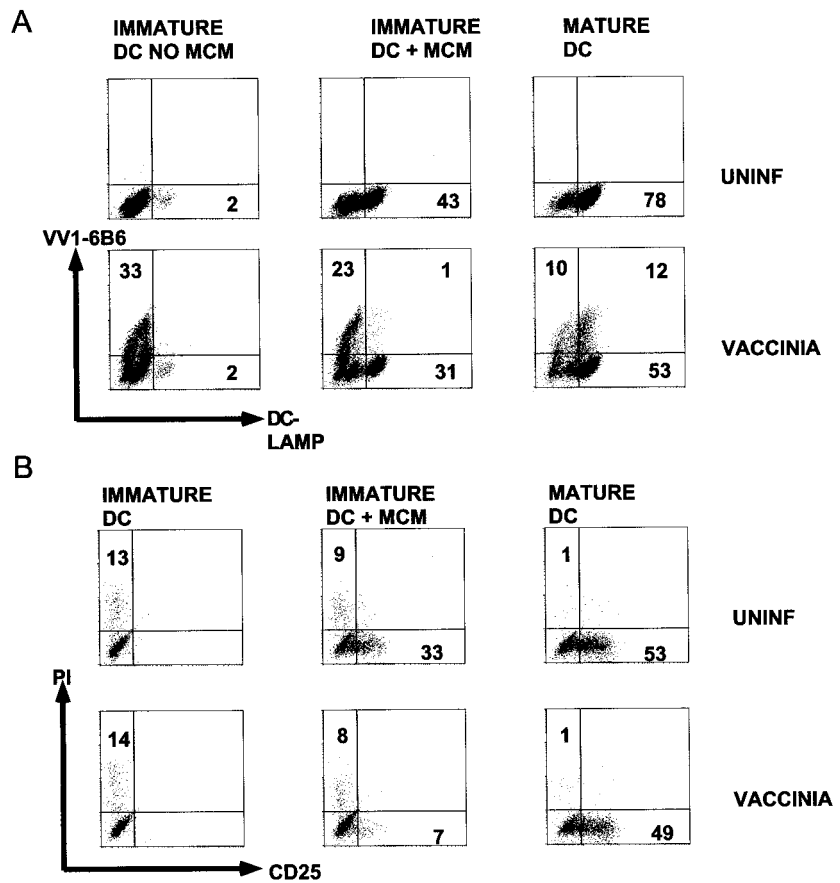 A
IMMATURE
DC NO MCM
IMMATURE
DC + MCM
MATURE
DC
2
43
78
UNINF
VV1-6B6
33
2
23
1
31
10
12
53
VACCINIA
DC-
LAMP
B
IMMATURE
DC
IMMATURE
DC + MCM
MATURE
DC
13
9
33
1
53
UNINF
PI
14
8
7
1
49
VACCINIA
CD25